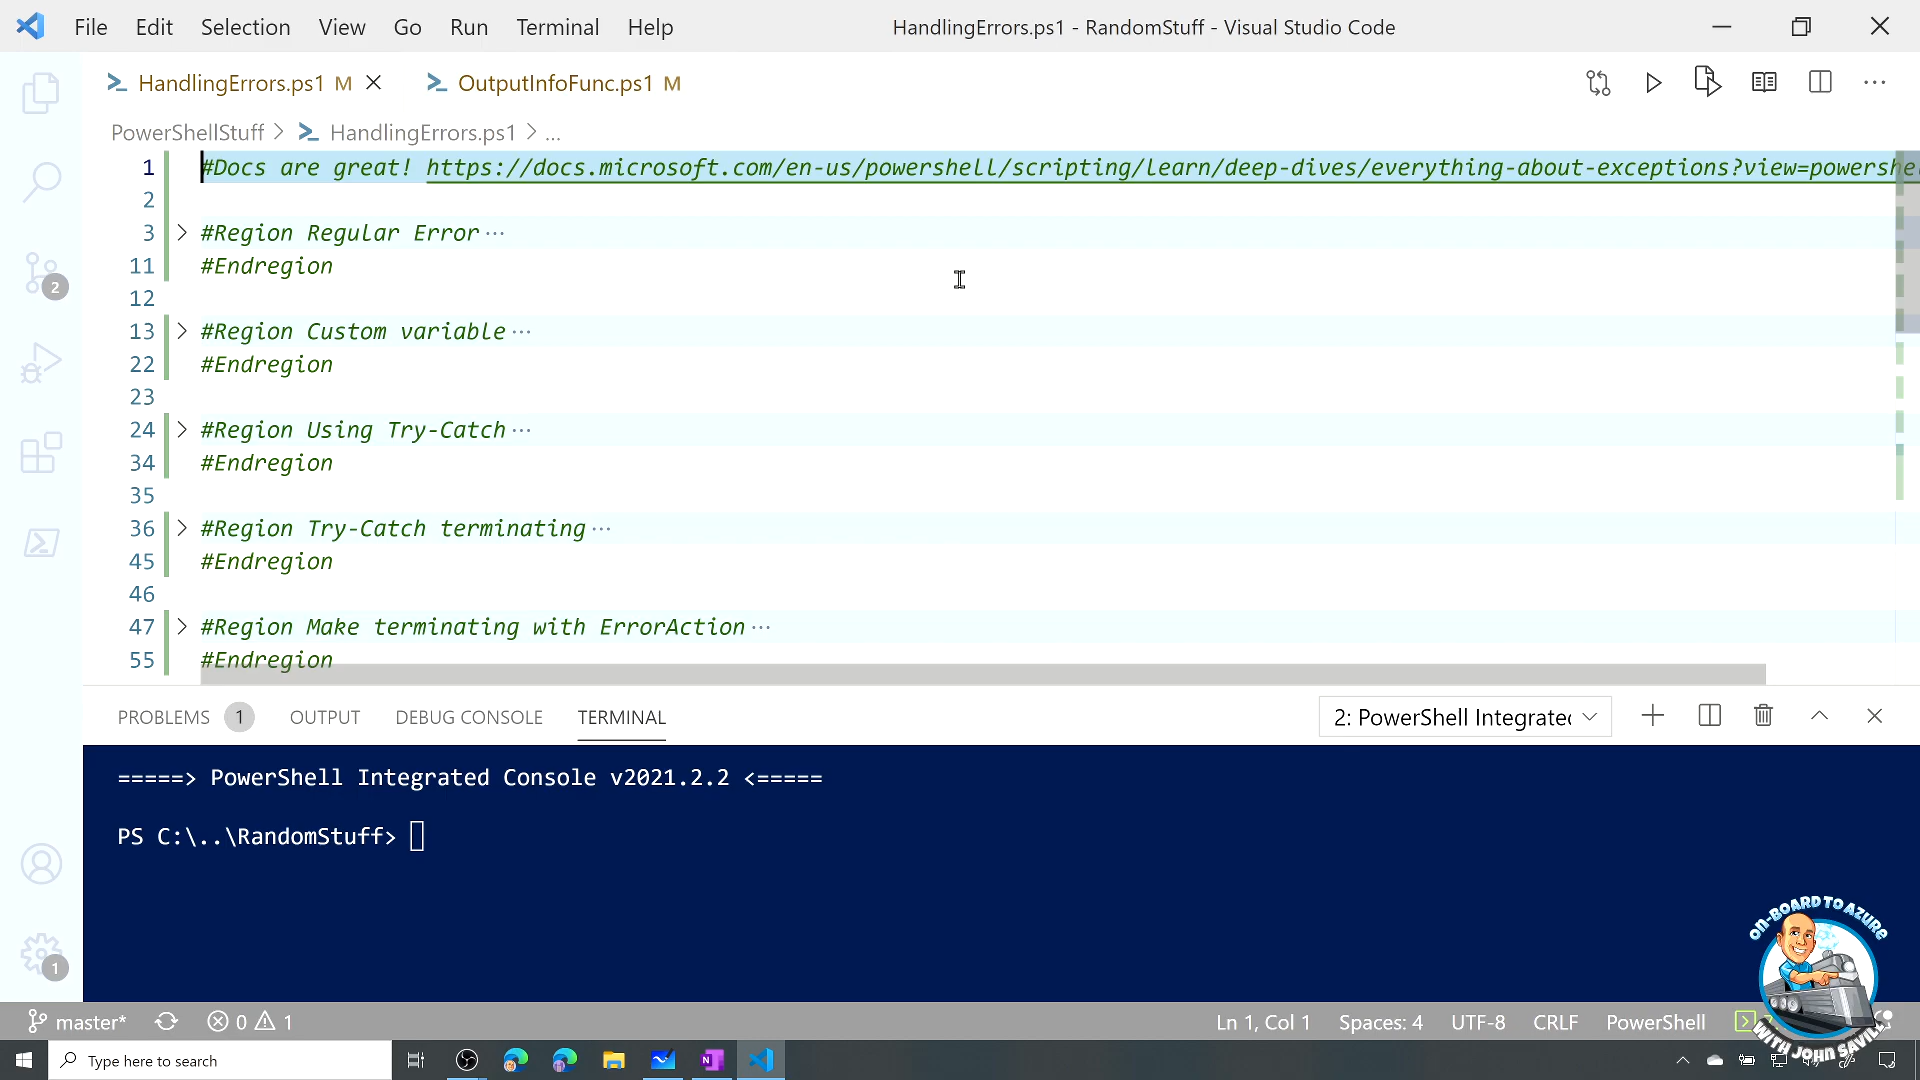 File Edit Selection View Go Run Terminal Help HandlingErrors.ps1 - RandomStuff - Visual Studio Code
HandlingErrors.ps1 M OutputInfoFunc.ps1 M
PowerShellStuff > HandlingErrors.ps1 > ...
1 #Docs are great! https://docs.microsoft.com/en-us/powershell/scripting/learn/deep-dives/everything-about-exceptions?view=powershe
2
3 > #Region Regular Error ···
11 #Endregion
12
13 > #Region Custom variable ···
22 #Endregion
23
24 > #Region Using Try-Catch ···
34 #Endregion
35
36 > #Region Try-Catch terminating ···
45 #Endregion
46
47 > #Region Make terminating with ErrorAction ···
55 #Endregion
2
1
PROBLEMS 1 OUTPUT DEBUG CONSOLE TERMINAL 2: PowerShell Integrated
=====> PowerShell Integrated Console v2021.2.2 <=====
PS C:\..\RandomStuff>
ON-BOARD TO AZURE
WITH JOHN SAVILL
master* 0 1 Ln 1, Col 1 Spaces: 4 UTF-8 CRLF PowerShell
Type here to search